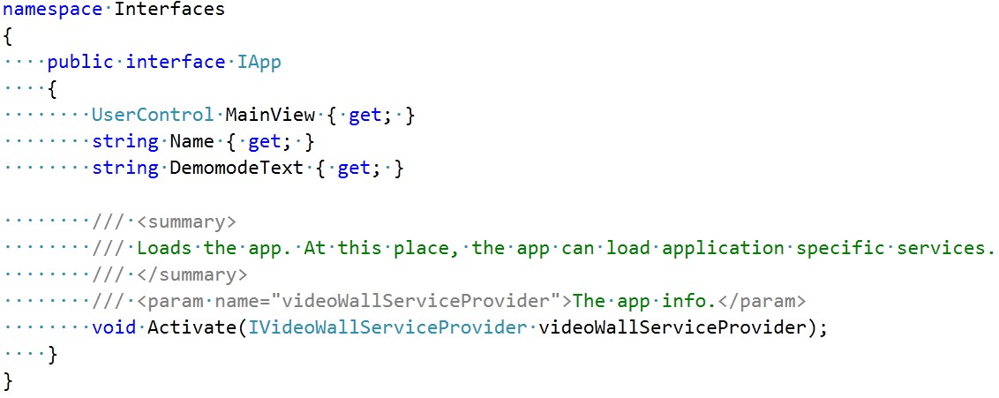 namespace Interfaces
{
    public interface IApp
    {
        UserControl MainView { get; }
        string Name { get; }
        string DemomodeText { get; }

        /// <summary>
        /// Loads the app. At this place, the app can load application specific services.
        /// </summary>
        /// <param name="videoWallServiceProvider">The app info.</param>
        void Activate(IVideoWallServiceProvider videoWallServiceProvider);
    }
}